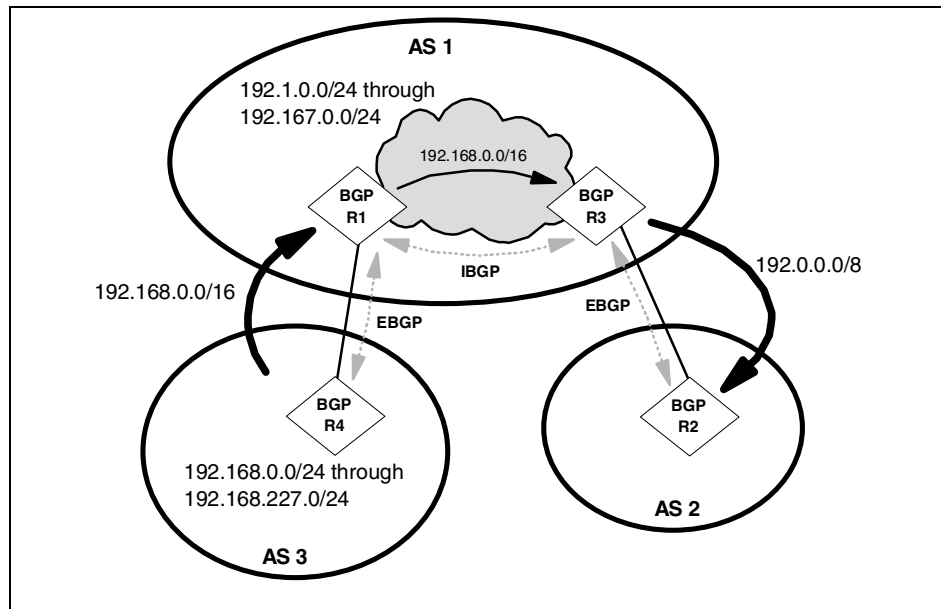 AS 1
192.1.0.0/24 through
192.167.0.0/24
192.168.0.0/16
BGP
R1
BGP
R3
IBGP
192.168.0.0/16
192.0.0.0/8
EBGP
EBGP
BGP
R4
BGP
R2
192.168.0.0/24 through
192.168.227.0/24
AS 2
AS 3